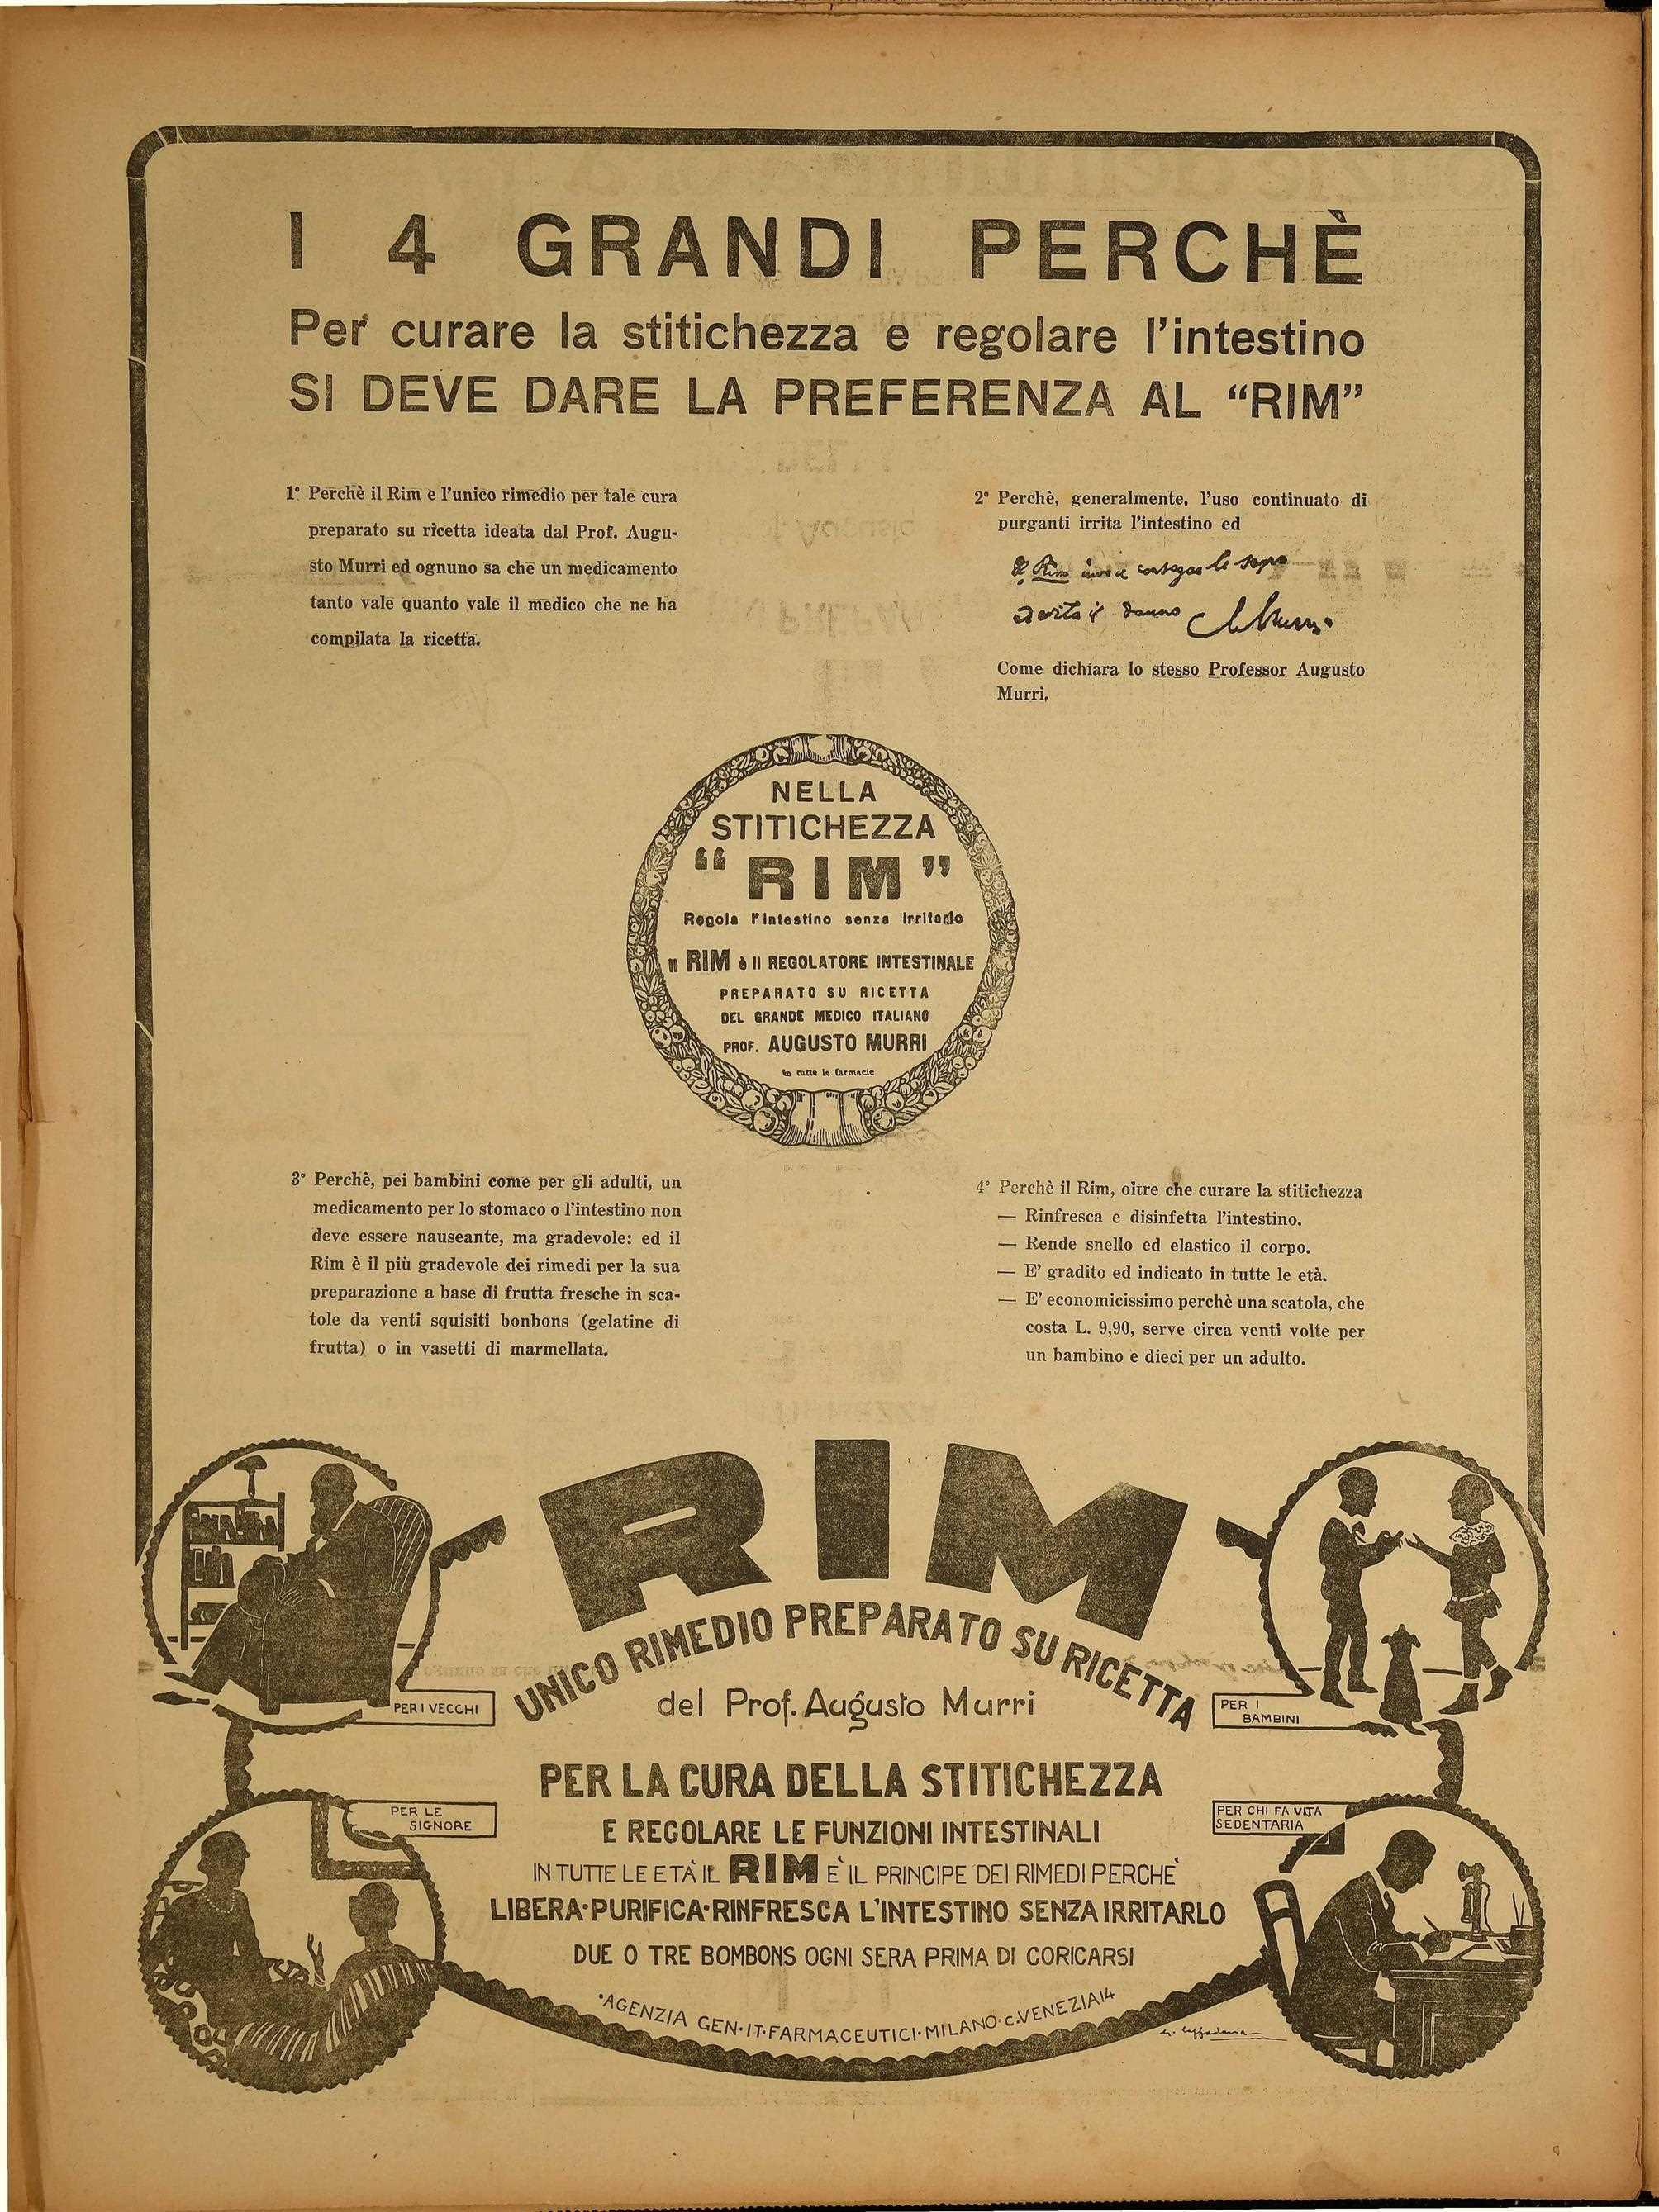 I 4 GRANDI PERCHÈ
Per curare la stitichezza e regolare l'intestino
SI DEVE DARE LA PREFERENZA AL “RIM”
1° Perchè il Rim e l'unico rimedio per tale cura
preparato su ricetta ideata dal Prof. Augu-
sto Murri ed ognuno sa che un medicamento
tanto vale quanto vale il medico che ne ha
compilata la ricetta.
2° Perchè, generalmente, l'uso continuato di
purganti irrita l'intestino ed
il Rim invece consegue lo scopo
e evita il danno
Come dichiara lo stesso Professor Augusto
Murri,
NELLA
STITICHEZZA
“RIM”
Regola l'intestino senza irritarlo
Il RIM è il REGOLATORE INTESTINALE
PREPARATO SU RICETTA
DEL GRANDE MEDICO ITALIANO
PROF. AUGUSTO MURRI
In tutte le farmacie
3° Perchè, pei bambini come per gli adulti, un
medicamento per lo stomaco o l'intestino non
deve essere nauseante, ma gradevole: ed il
Rim è il più gradevole dei rimedi per la sua
preparazione a base di frutta fresche in sca-
tole da venti squisiti bonbons (gelatine di
frutta) o in vasetti di marmellata.
4° Perchè il Rim, oltre che curare la stitichezza
— Rinfresca e disinfetta l'intestino.
— Rende snello ed elastico il corpo.
— E' gradito ed indicato in tutte le età.
— E' economicissimo perchè una scatola, che
costa L. 9,90, serve circa venti volte per
un bambino e dieci per un adulto.
RIM
UNICO RIMEDIO PREPARATO SU RICETTA
del Prof. Augusto Murri
PER I VECCHI
PER I
BAMBINI
PER LA CURA DELLA STITICHEZZA
PER LE
SIGNORE
PER CHI FA VITA
SEDENTARIA
E REGOLARE LE FUNZIONI INTESTINALI
IN TUTTE LE ETÀ IL RIM E' IL PRINCIPE DEI RIMEDI PERCHE'
LIBERA·PURIFICA·RINFRESCA L'INTESTINO SENZA IRRITARLO
DUE O TRE BOMBONS OGNI SERA PRIMA DI CORICARSI
·AGENZIA GEN·IT·FARMACEUTICI·MILANO·C.VENEZIA 14